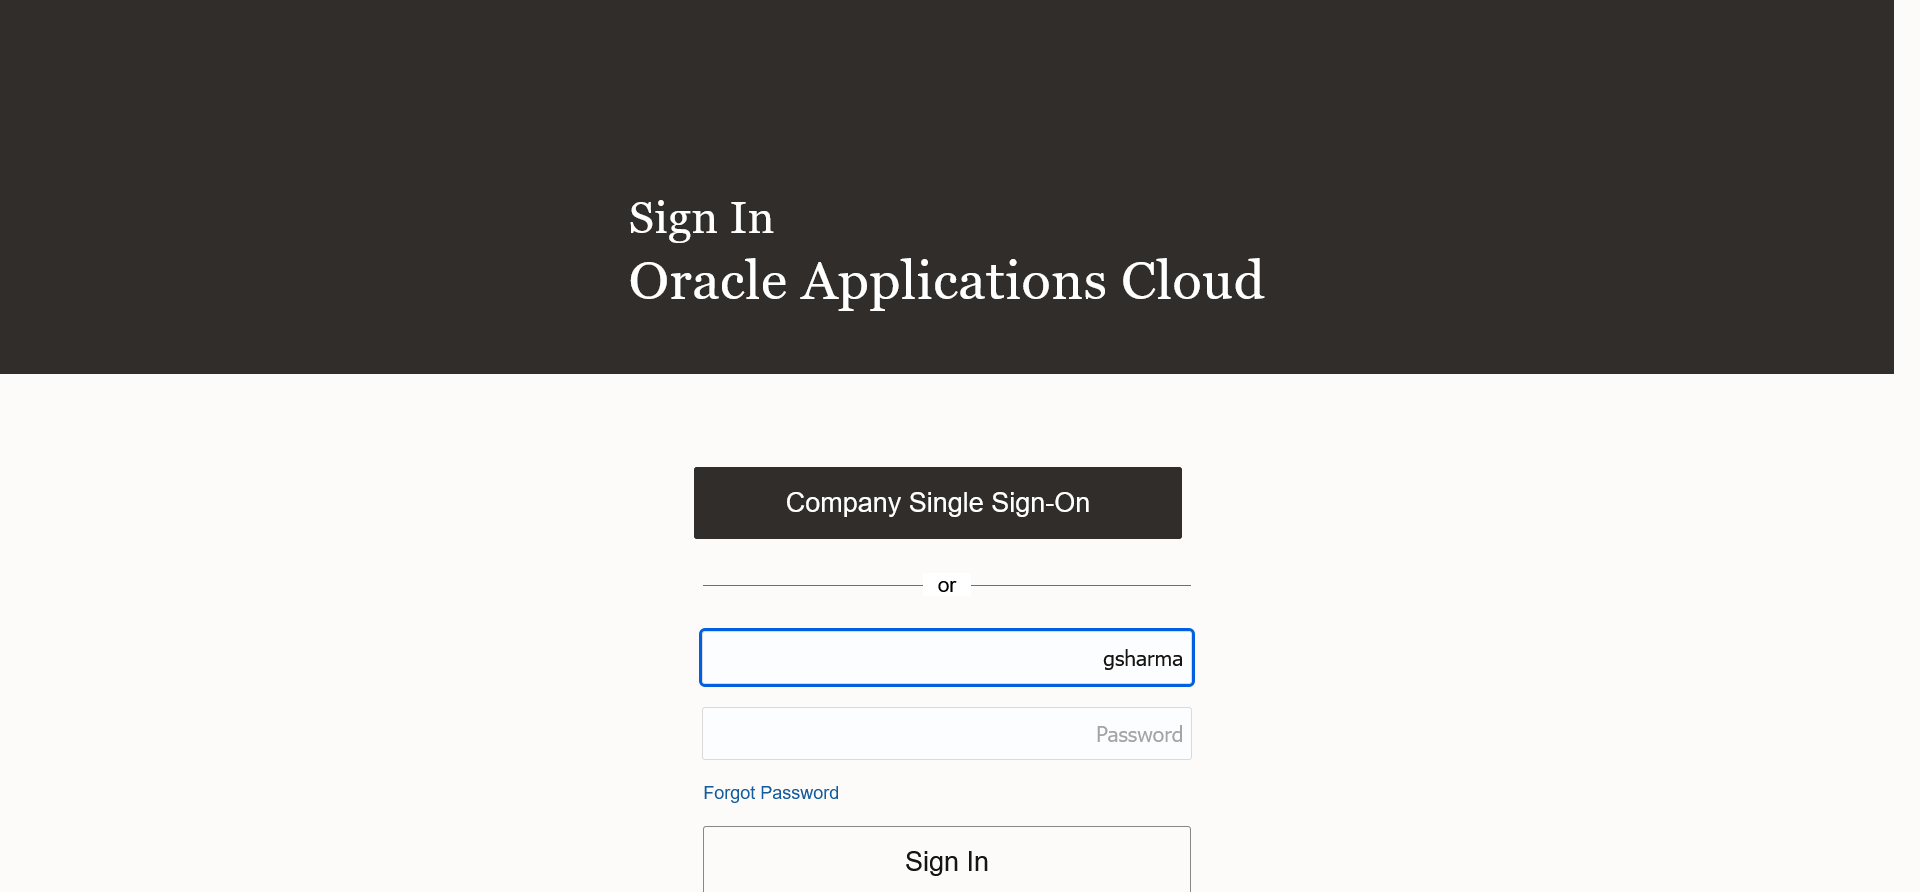 Sign In
Oracle Applications Cloud
Company Single Sign-On
or
gsharma
Password
Forgot Password
Sign In